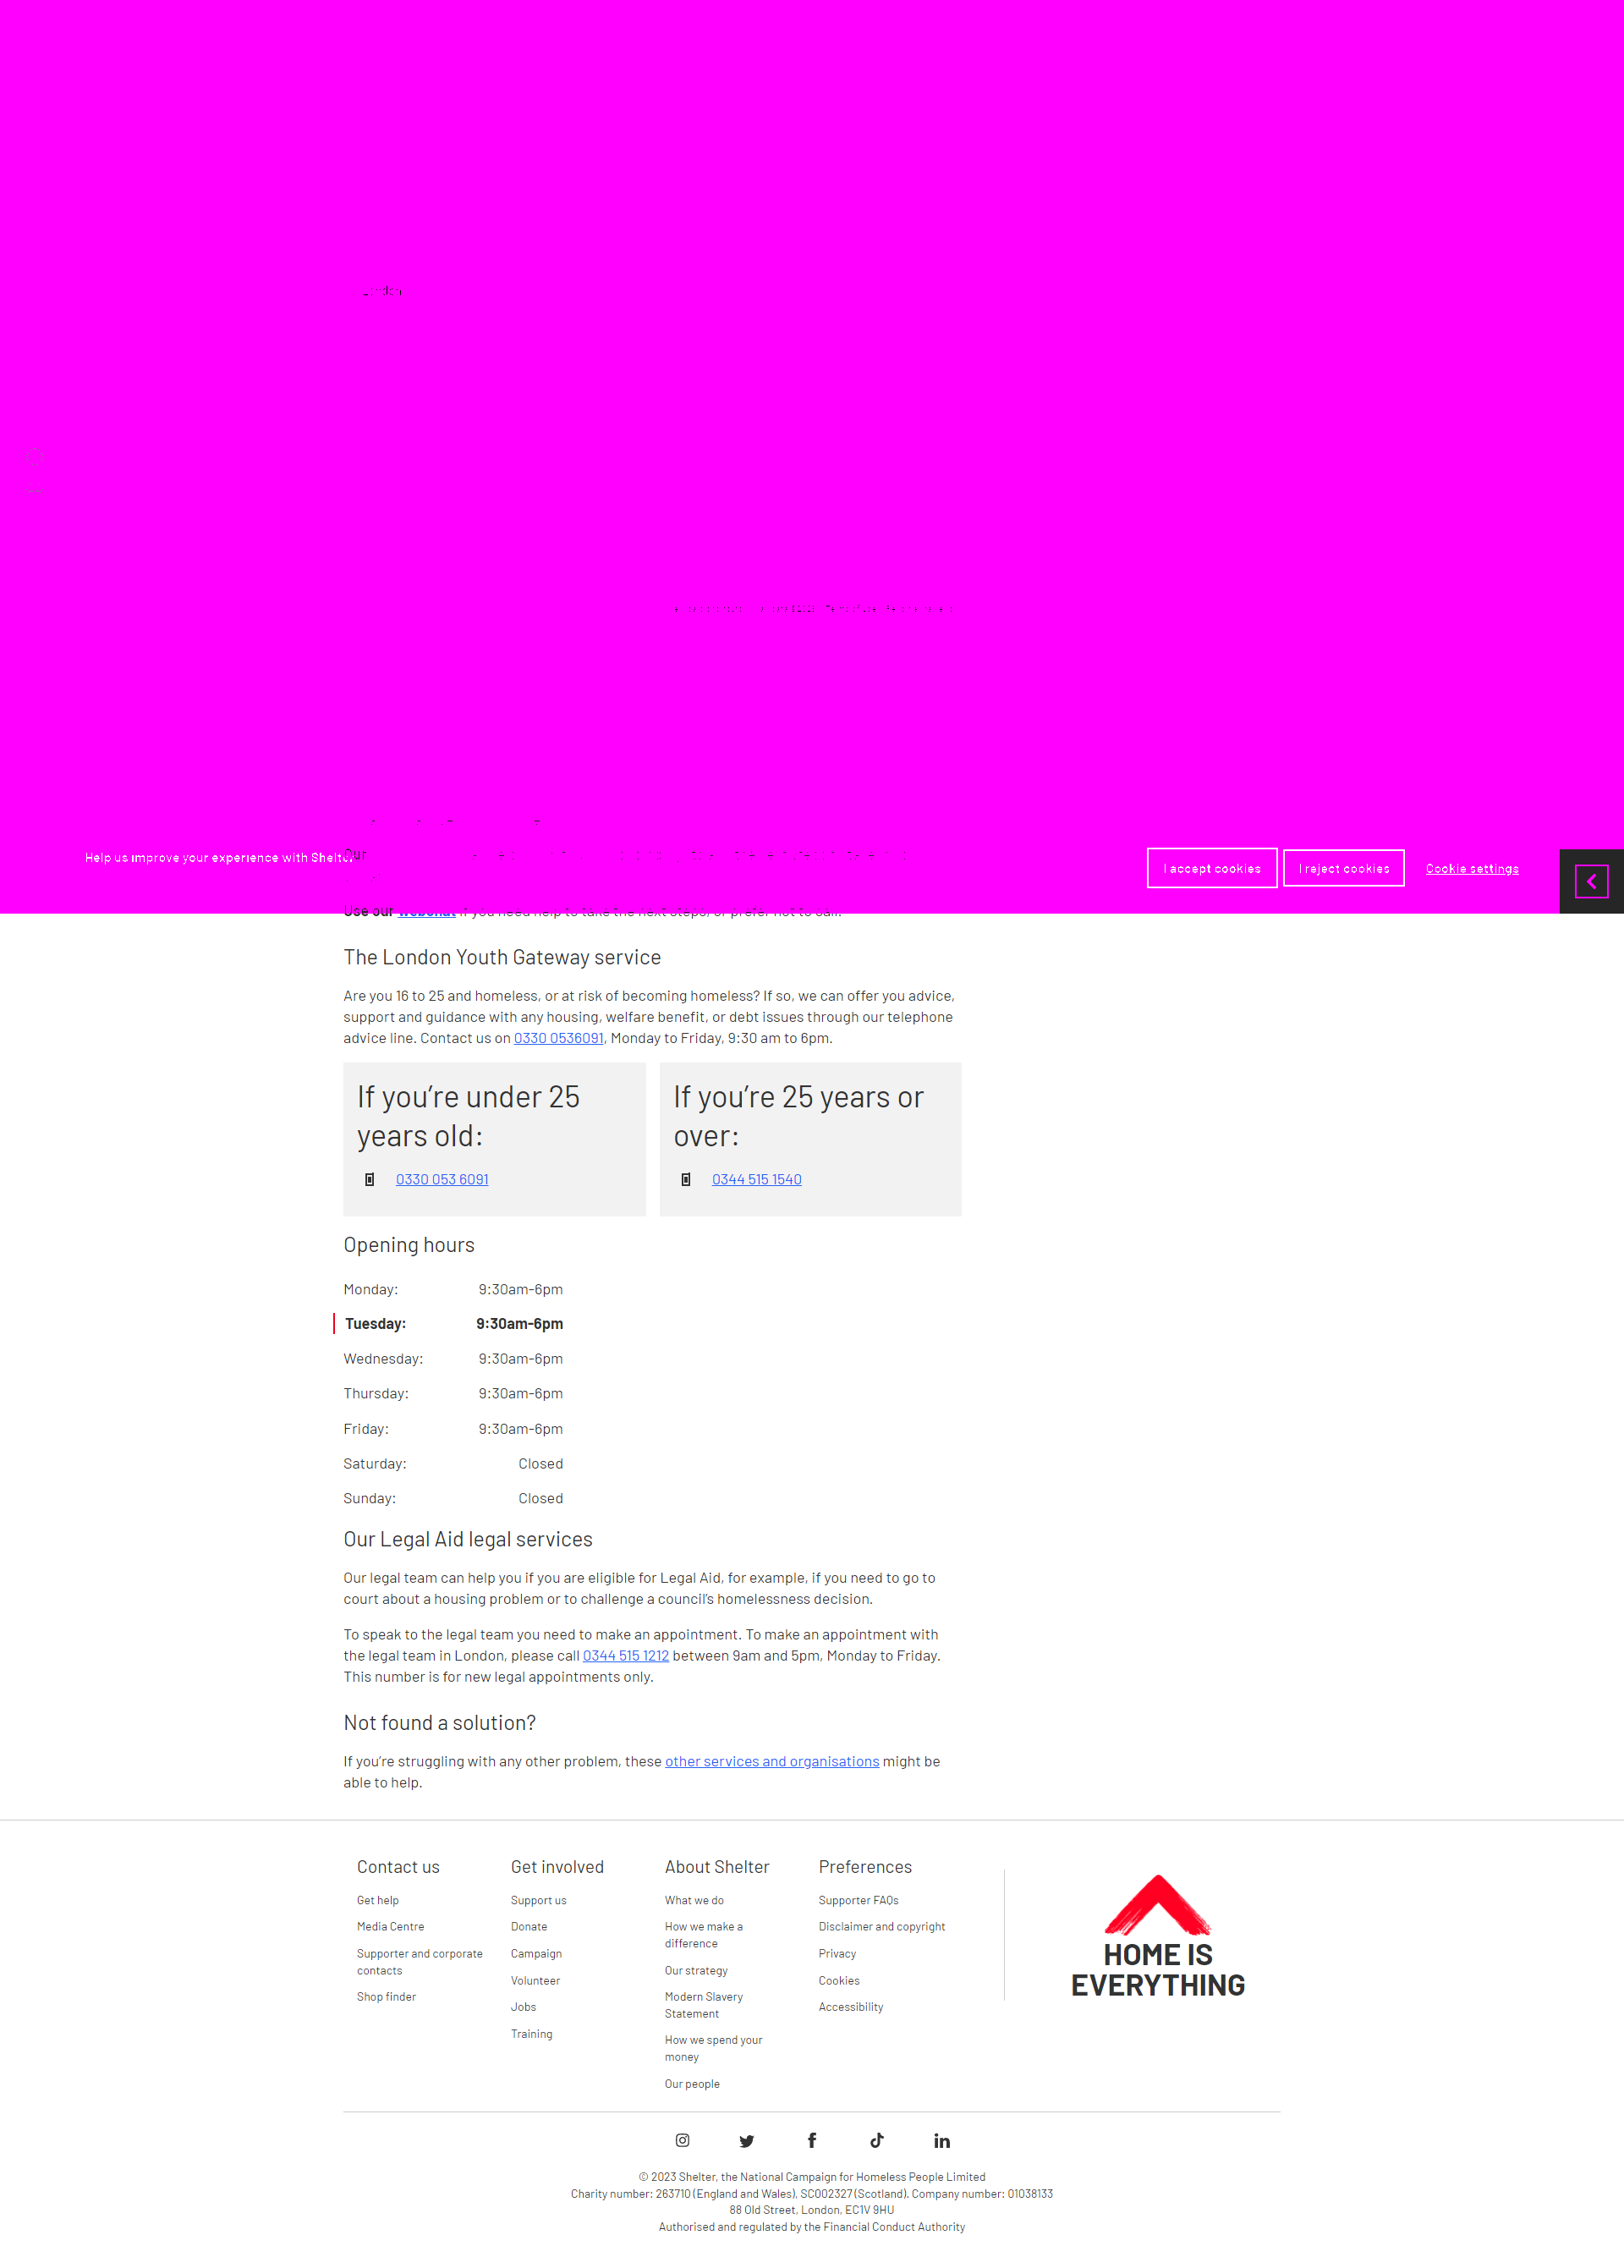 London
Help us improve your experience with Shelter
Our
I accept cookies
I reject cookies
Cookie settings
Use our webchat if you need help to take the next steps, or prefer not to call.
The London Youth Gateway service
Are you 16 to 25 and homeless, or at risk of becoming homeless? If so, we can offer you advice,
support and guidance with any housing, welfare benefit, or debt issues through our telephone
advice line. Contact us on 0330 0536091, Monday to Friday, 9:30 am to 6pm.
If you’re under 25
years old:
0330 053 6091
If you’re 25 years or
over:
0344 515 1540
Opening hours
Monday: 9:30am-6pm
Tuesday: 9:30am-6pm
Wednesday: 9:30am-6pm
Thursday: 9:30am-6pm
Friday: 9:30am-6pm
Saturday: Closed
Sunday: Closed
Our Legal Aid legal services
Our legal team can help you if you are eligible for Legal Aid, for example, if you need to go to
court about a housing problem or to challenge a council’s homelessness decision.
To speak to the legal team you need to make an appointment. To make an appointment with
the legal team in London, please call 0344 515 1212 between 9am and 5pm, Monday to Friday.
This number is for new legal appointments only.
Not found a solution?
If you’re struggling with any other problem, these other services and organisations might be
able to help.
Contact us
Get help
Media Centre
Supporter and corporate
contacts
Shop finder
Get involved
Support us
Donate
Campaign
Volunteer
Jobs
Training
About Shelter
What we do
How we make a
difference
Our strategy
Modern Slavery
Statement
How we spend your
money
Our people
Preferences
Supporter FAQs
Disclaimer and copyright
Privacy
Cookies
Accessibility
HOME IS
EVERYTHING
© 2023 Shelter, the National Campaign for Homeless People Limited
Charity number: 263710 (England and Wales), SC002327 (Scotland). Company number: 01038133
88 Old Street, London, EC1V 9HU
Authorised and regulated by the Financial Conduct Authority